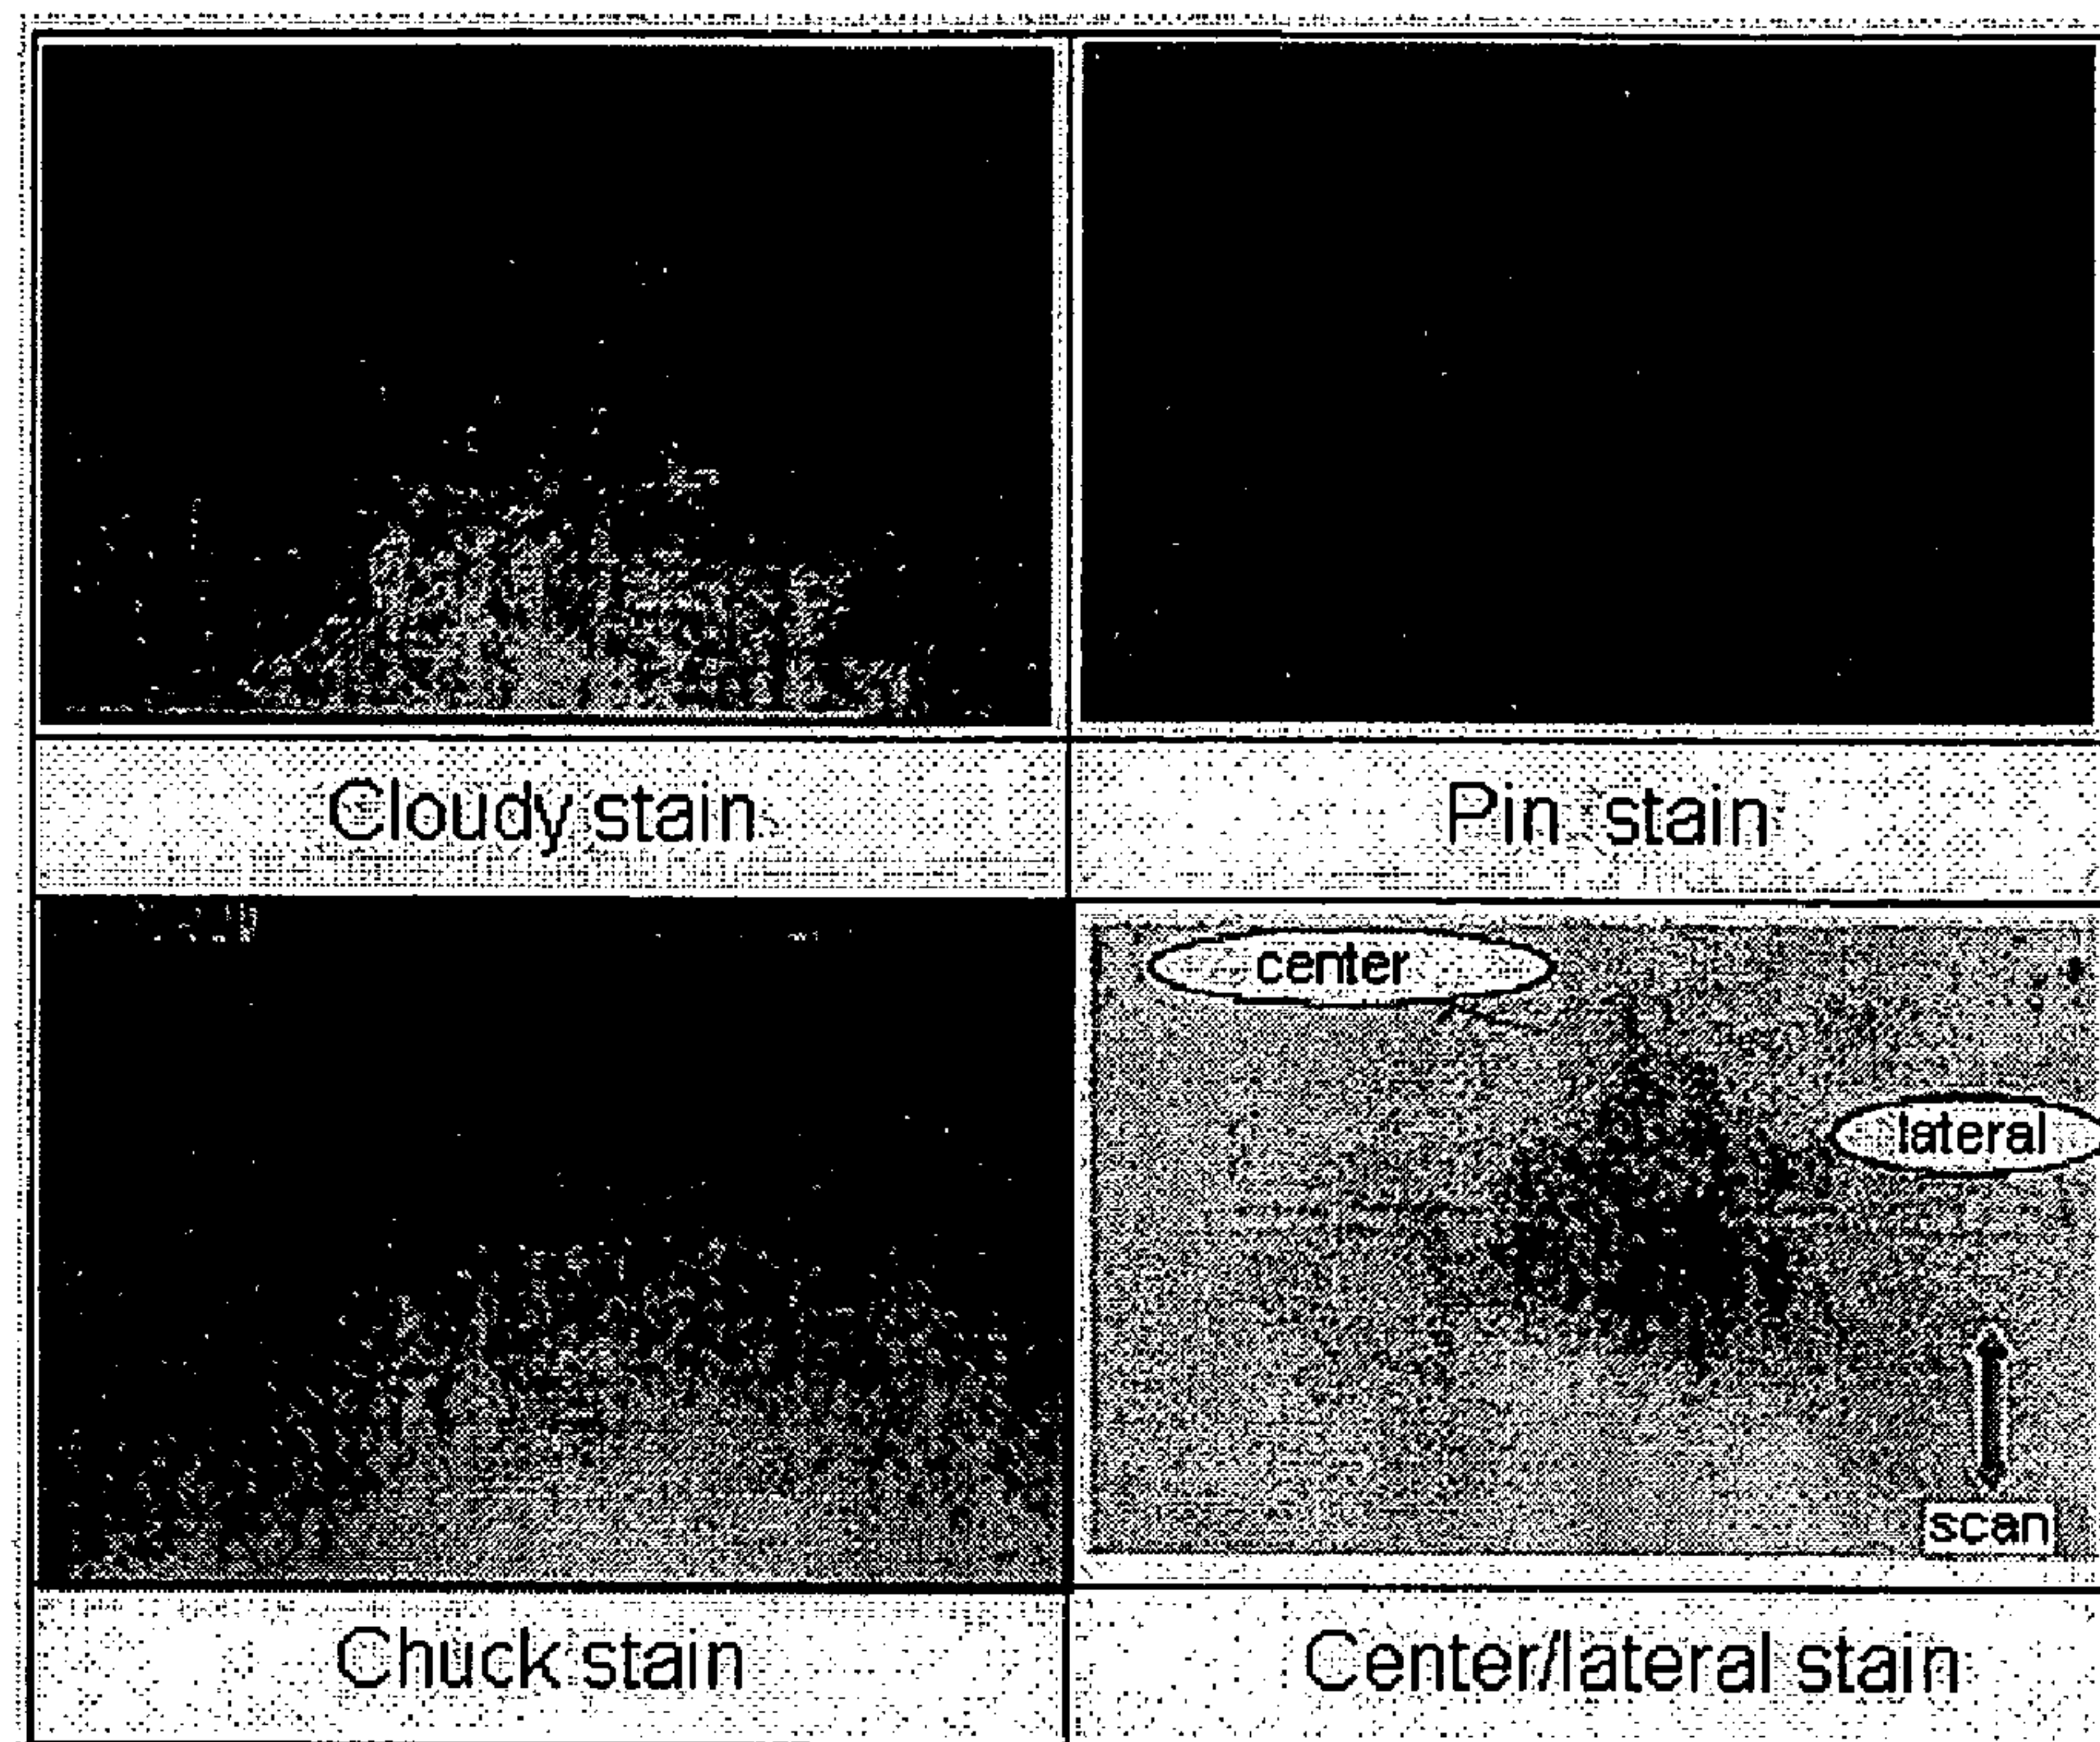 Cloudy stain
Pin stain
center
lateral
scan
Chuck stain
Center/lateral stain